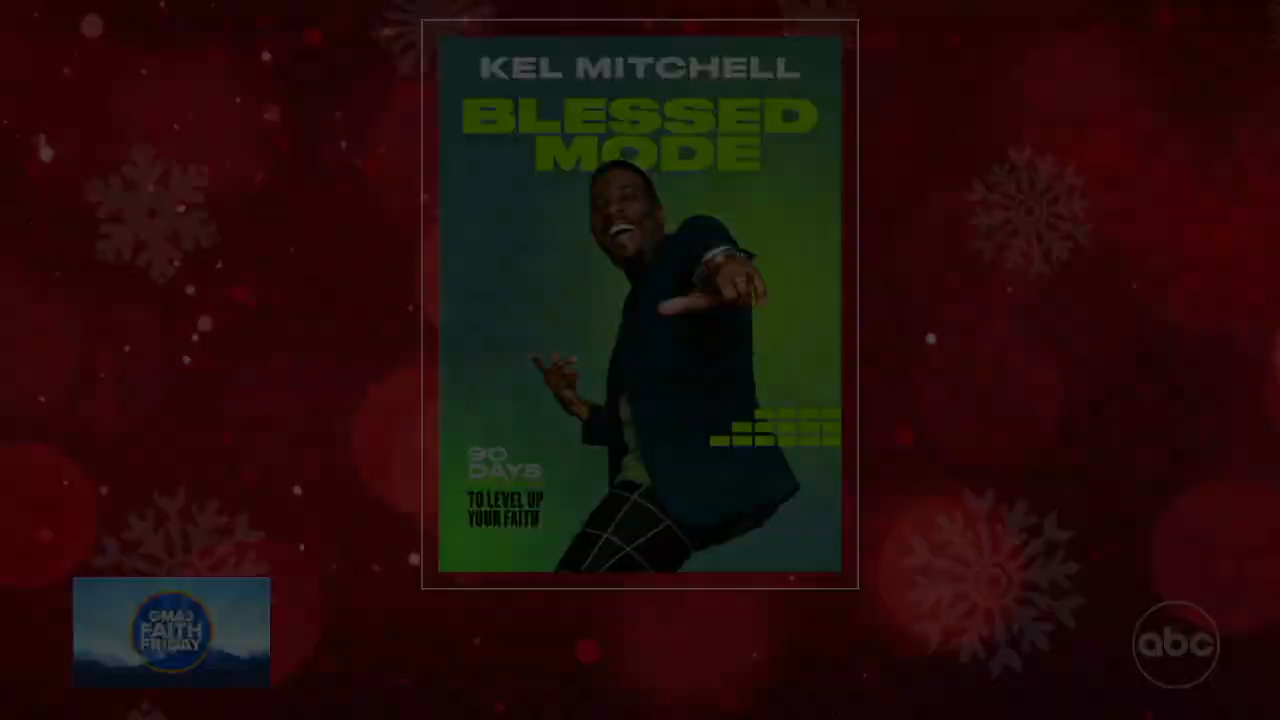 KEL MITCHELL
BLESSED
MODE
90
DAYS
TO LEVEL UP
YOUR FAITH
GMA3
FAITH
FRIDAY
abc